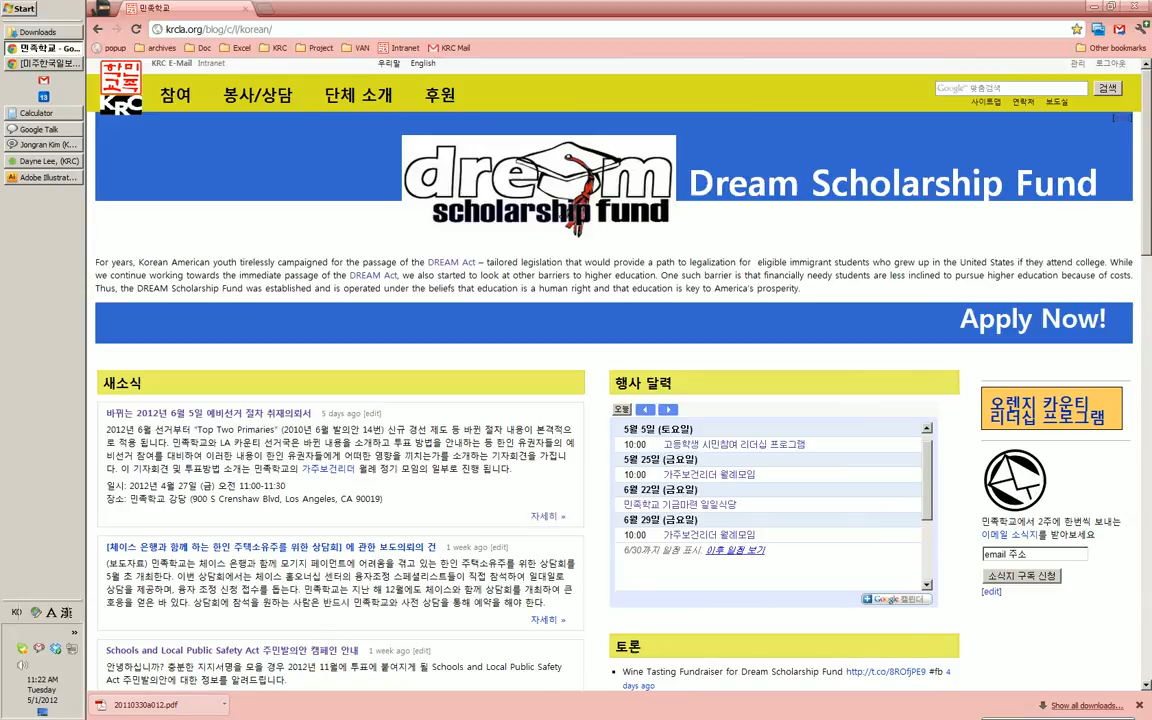 Start
민족학교
Downloads
krcla.org/blog/c/l/korean/
민족학교 - Go...
popup archives Doc Excel KRC Project VAN Intranet KRC Mail Other bookmarks
[미주한국일보...
KRC E-Mail Intranet 우리말 English 관리 로그아웃
한민교족
KRC
참여 봉사/상담 단체 소개 후원
Google™ 맞춤검색 검색
사이트맵 연락처 보도실
13
Calculator
Google Talk
Jongran Kim (K...
Dayne Lee, (KRC)
Adobe Illustrat...
dream
scholarship fund
Dream Scholarship Fund
For years, Korean American youth tirelessly campaigned for the passage of the DREAM Act – tailored legislation that would provide a path to legalization for eligible immigrant students who grew up in the United States if they attend college. While
we continue working towards the immediate passage of the DREAM Act, we also started to look at other barriers to higher education. One such barrier is that financially needy students are less inclined to pursue higher education because of costs.
Thus, the DREAM Scholarship Fund was established and is operated under the beliefs that education is a human right and that education is key to America's prosperity.
Apply Now!
새소식
바뀌는 2012년 6월 5일 예비선거 절차 취재의뢰서 5 days ago [edit]
2012년 6월 선거부터 "Top Two Primaries" (2010년 6월 발의안 14번) 신규 경선 제도 등 바뀐 절차 내용이 본격적으
로 적용 됩니다. 민족학교와 LA 카운티 선거국은 바뀐 내용을 소개하고 투표 방법을 안내하는 등 한인 유권자들의 예
비선거 참여를 대비하여 이러한 내용이 한인 유권자들에게 어떠한 영향을 끼치는가를 소개하는 기자회견을 가집니
다. 이 기자회견 및 투표방법 소개는 민족학교의 가주보건리더 월례 정기 모임의 일부로 진행 됩니다.
일시: 2012년 4월 27일 (금) 오전 11:00-11:30
장소: 민족학교 강당 (900 S Crenshaw Blvd, Los Angeles, CA 90019)
자세히 »
[체이스 은행과 함께 하는 한인 주택소유주를 위한 상담회] 에 관한 보도의뢰의 건 1 week ago [edit]
(보도자료) 민족학교는 체이스 은행과 함께 모기지 페이먼트에 어려움을 겪고 있는 한인 주택소유주를 위한 상담회를
5월 초 개최한다. 이번 상담회에서는 체이스 홈오너십 센터의 융자조정 스페셜리스트들이 직접 참석하여 일대일로
상담을 제공하며, 융자 조정 신청 접수를 돕는다. 민족학교는 지난 해 12월에도 체이스와 함께 상담회를 개최하여 큰
호응을 얻은 바 있다. 상담회에 참석을 원하는 사람은 반드시 민족학교와 사전 상담을 통해 예약을 해야 한다.
자세히 »
Schools and Local Public Safety Act 주민발의안 캠페인 안내 1 week ago [edit]
안녕하십니까? 충분한 지지서명을 모을 경우 2012년 11월에 투표에 붙여지게 될 Schools and Local Public Safety
Act 주민발의안에 대한 정보를 알려드립니다.
행사 달력
오늘
5월 5일 (토요일)
10:00 고등학생 시민참여 리더십 프로그램
5월 25일 (금요일)
10:00 가주보건리더 월례모임
6월 22일 (금요일)
민족학교 기금마련 일일식당
6월 29일 (금요일)
10:00 가주보건리더 월례모임
6/30까지 일정 표시. 이후 일정 보기
Google 캘린더
토론
Wine Tasting Fundraiser for Dream Scholarship Fund http://t.co/8ROfjPE9 #fb 4
days ago
오렌지 카운티
리더십 프로그램
민족학교에서 2주에 한번씩 보내는
이메일 소식지를 받아보세요
email 주소
소식지 구독 신청
[edit]
A 漢
11:22 AM
Tuesday
5/1/2012
20110330a012.pdf
Show all downloads...